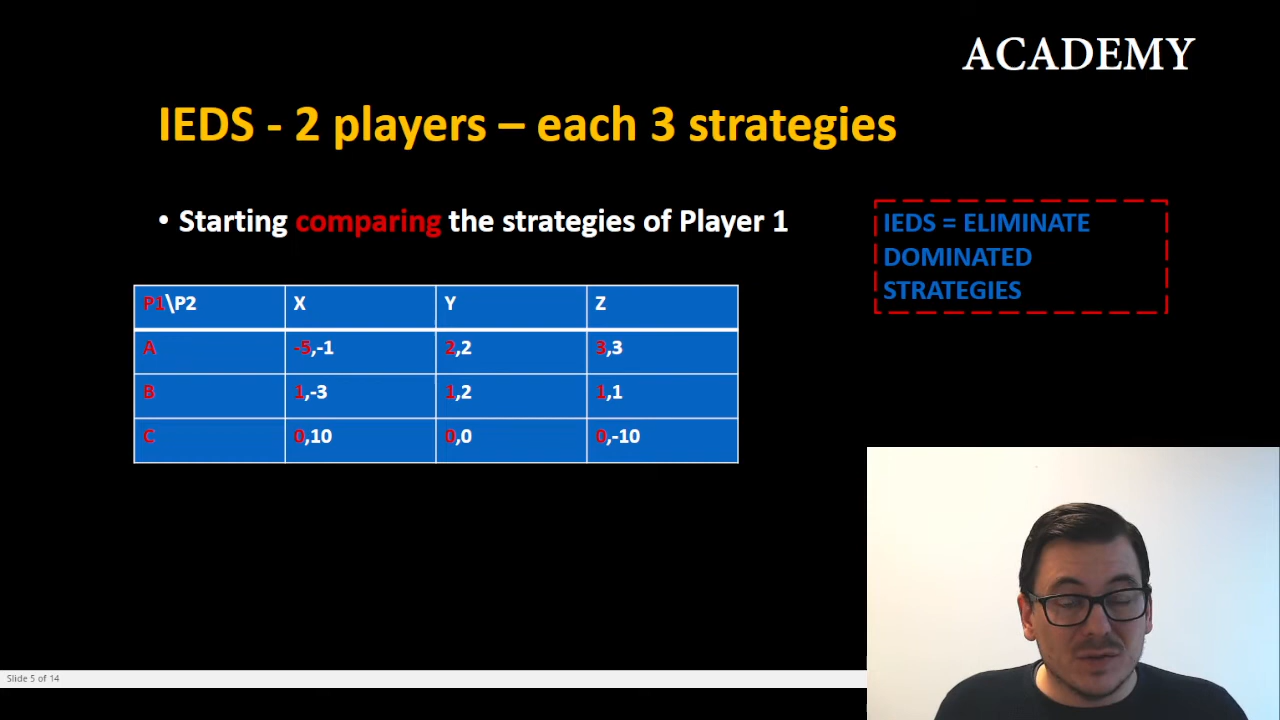 ACADEMY
IEDS - 2 players – each 3 strategies
• Starting comparing the strategies of Player 1
IEDS = ELIMINATE
DOMINATED
STRATEGIES
P1\P2 X Y Z
A -5,-1 2,2 3,3
B 1,-3 1,2 1,1
C 0,10 0,0 0,-10
Slide 5 of 14